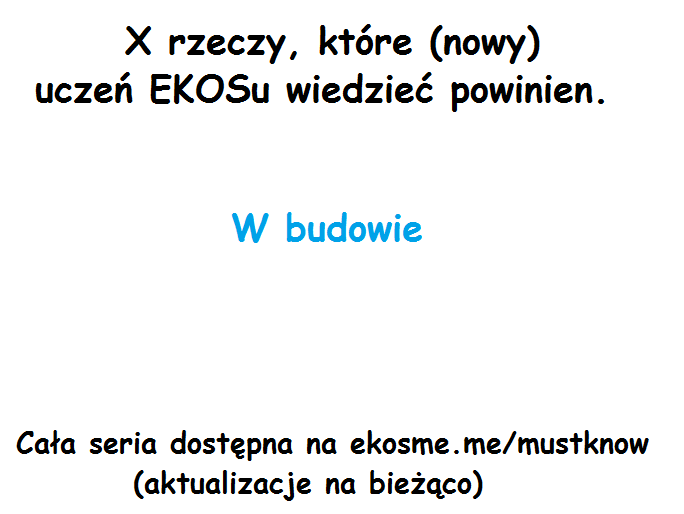 X rzeczy, które (nowy)
uczeń EKOSu wiedzieć powinien.
W budowie
Cała seria dostępna na ekosme.me/mustknow
(aktualizacje na bieżąco)